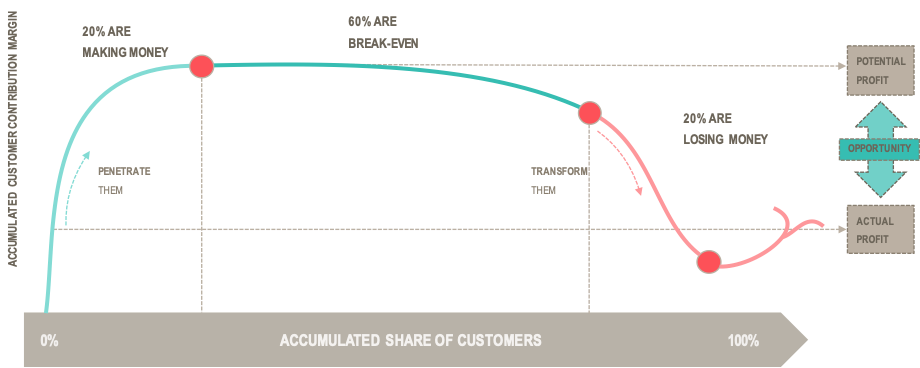 ACCUMULATED CUSTOMER CONTRIBUTION MARGIN
20% ARE
MAKING MONEY
60% ARE
BREAK-EVEN
20% ARE
LOSING MONEY
PENETRATE
THEM
TRANSFORM
THEM
POTENTIAL
PROFIT
OPPORTUNITY
ACTUAL
PROFIT
0%
ACCUMULATED SHARE OF CUSTOMERS
100%